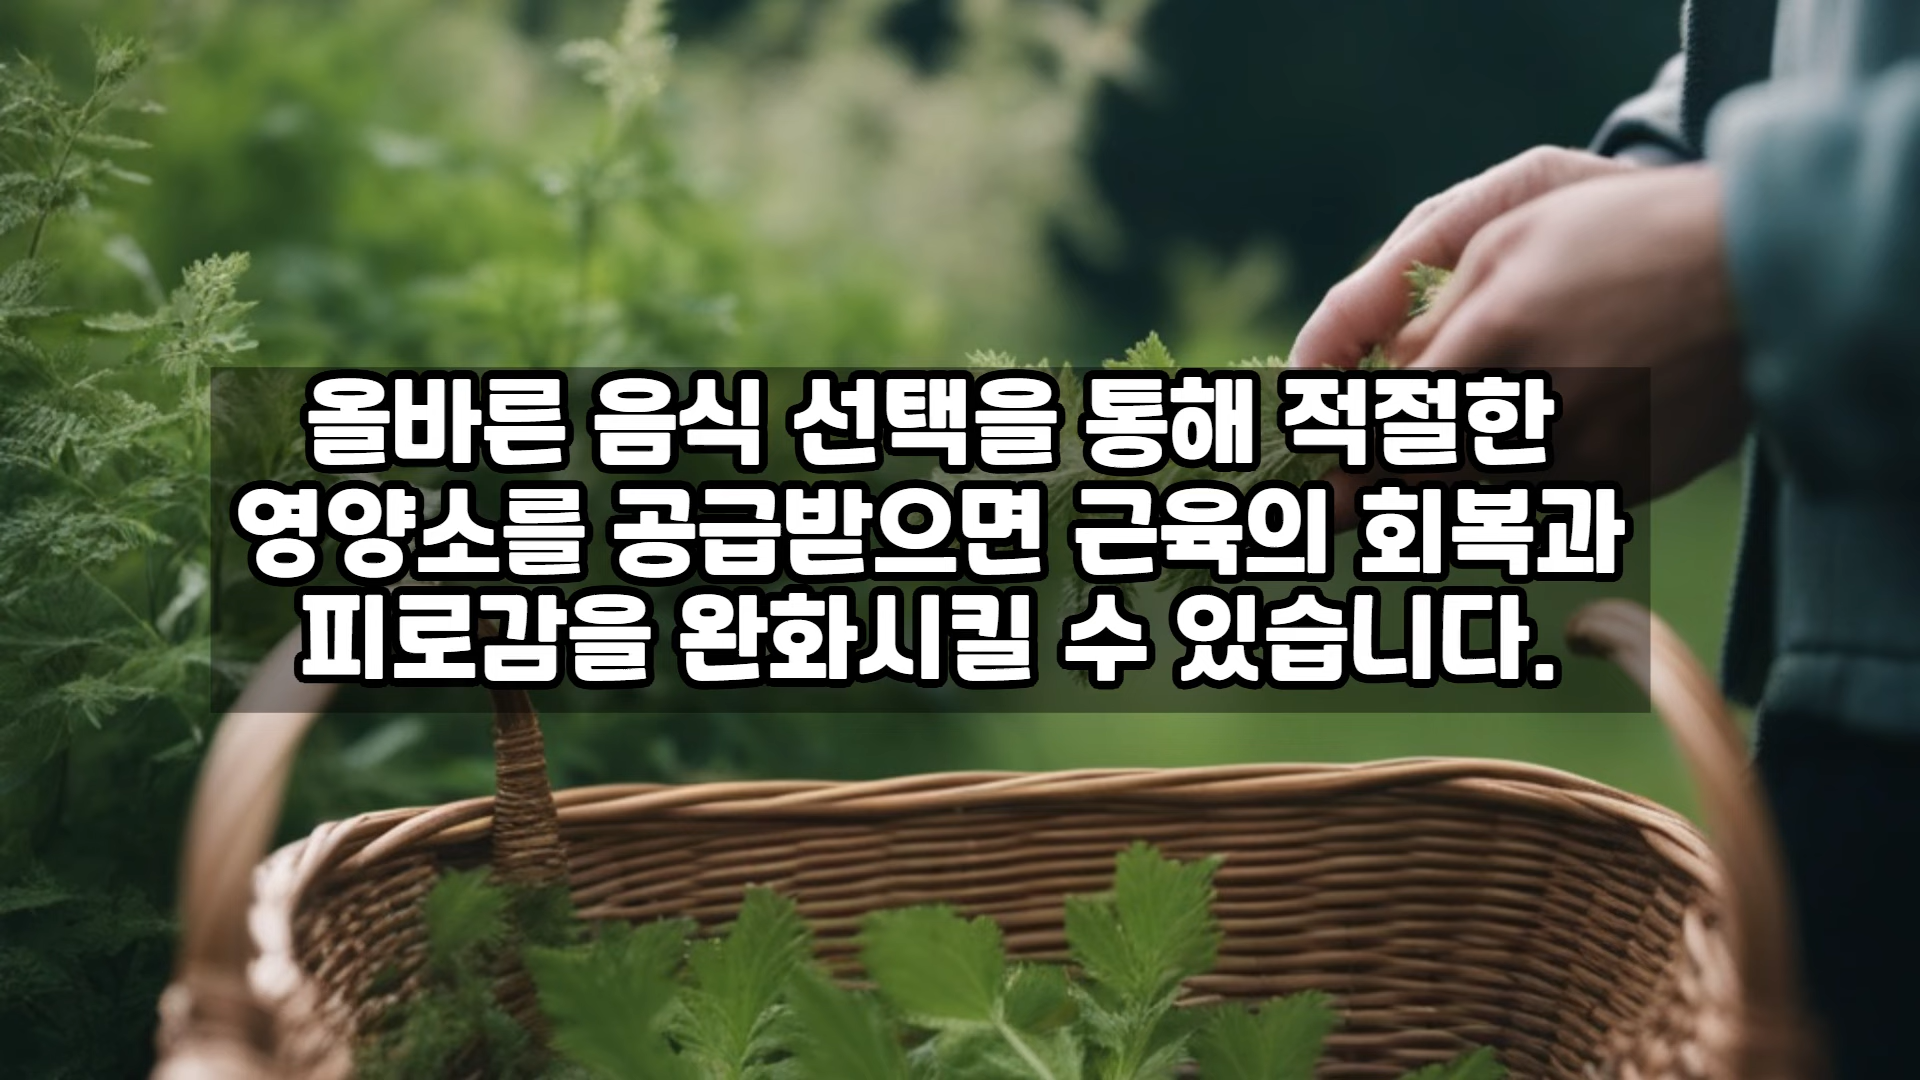 올바른 음식 선택을 통해 적절한
영양소를 공급받으면 근육의 회복과
피로감을 완화시킬 수 있습니다.